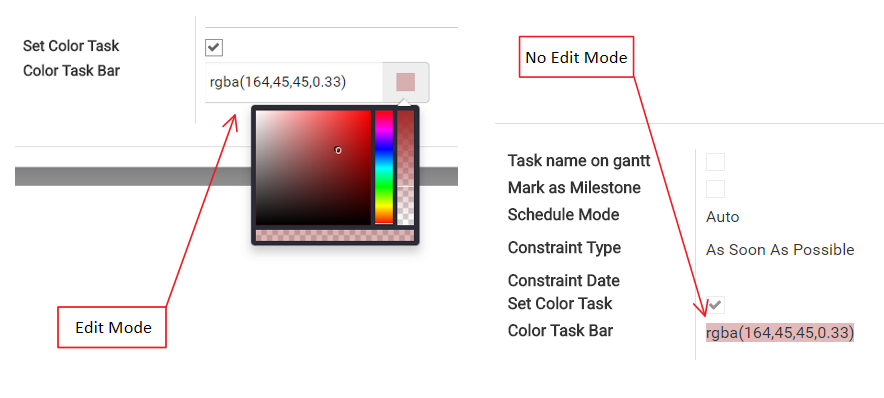 Set Color Task
Color Task Bar
rgba(164,45,45,0.33)
Edit Mode
No Edit Mode
Task name on gantt
Mark as Milestone
Schedule Mode Auto
Constraint Type As Soon As Possible
Constraint Date
Set Color Task
Color Task Bar rgba(164,45,45,0.33)